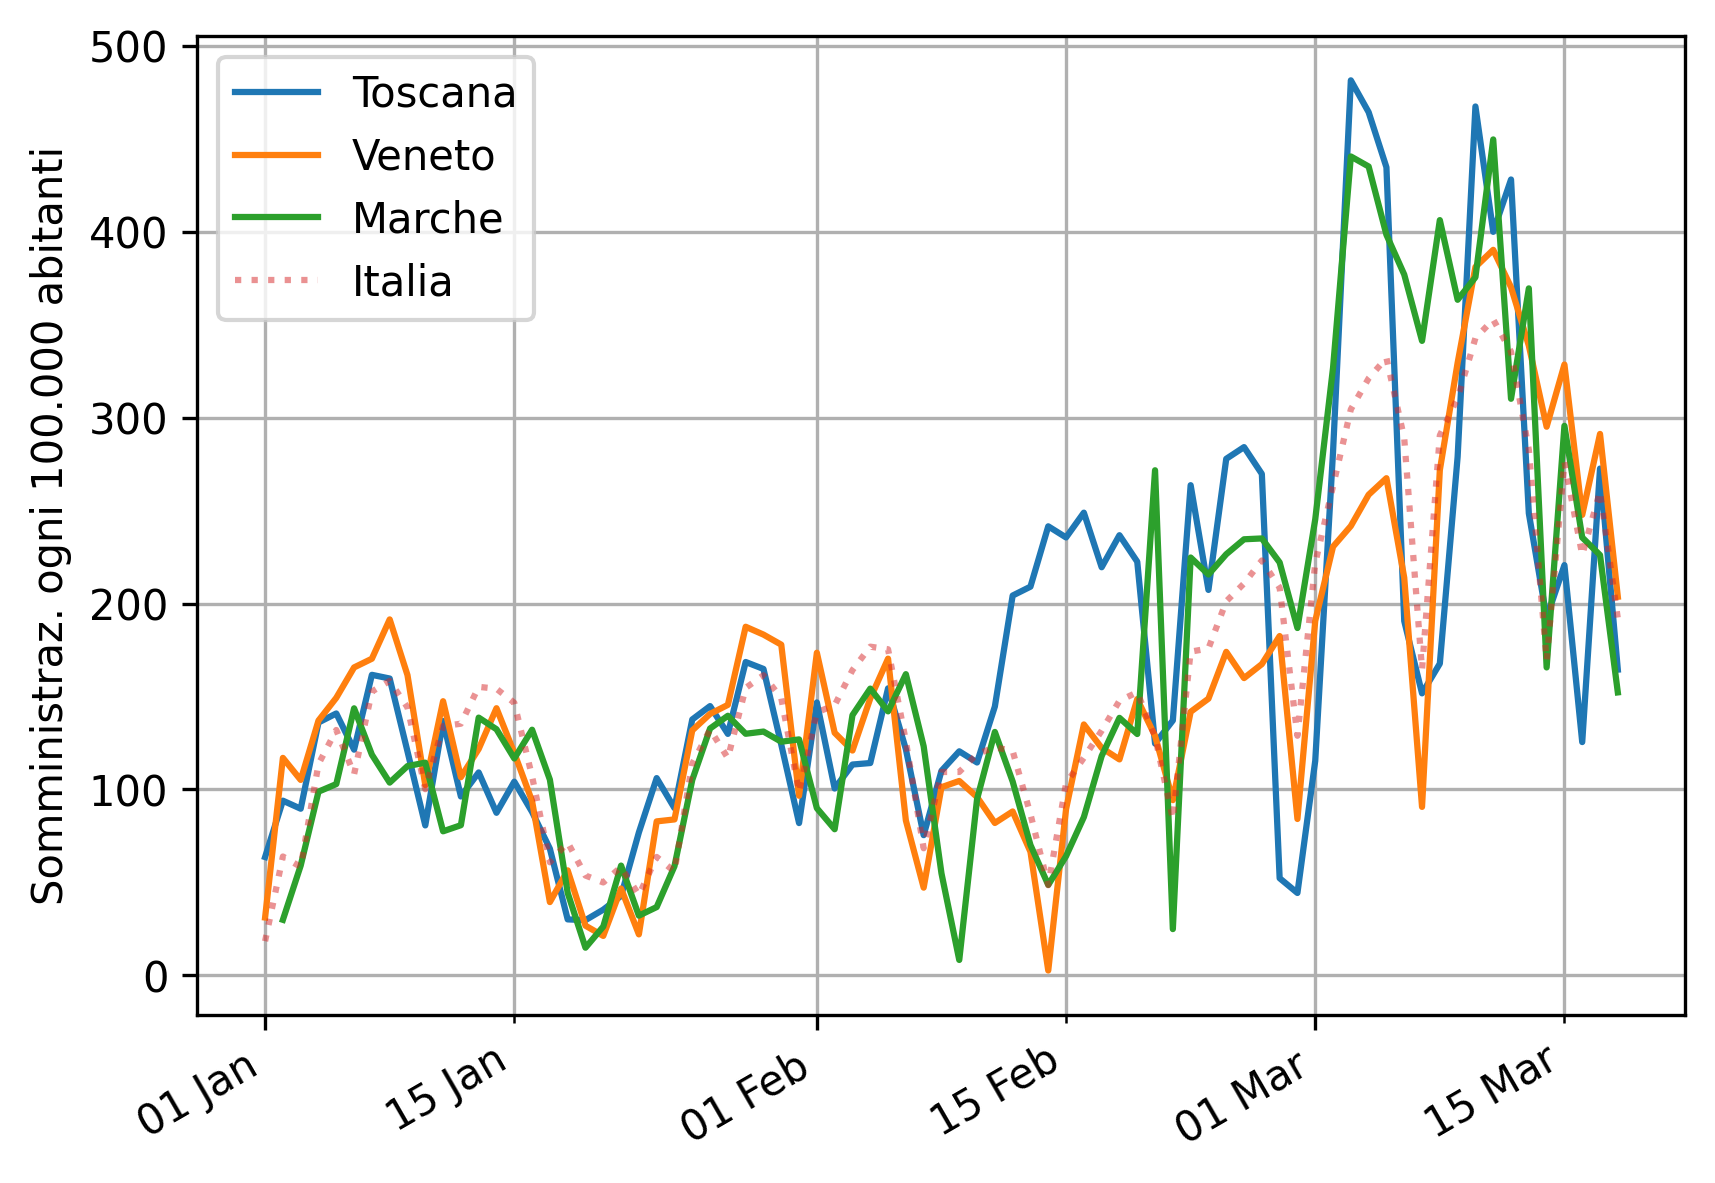 Somministraz. ogni 100.000 abitanti
500
400
300
200
100
0
Toscana
Veneto
Marche
Italia
01 Jan
15 Jan
01 Feb
15 Feb
01 Mar
15 Mar